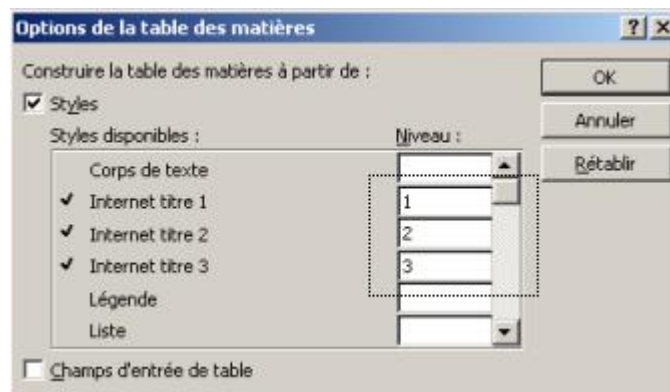 Options de la table des matières
Construire la table des matières à partir de :
OK
Styles
Annuler
Styles disponibles :
Niveau :
Rétablir
Corps de texte
Internet titre 1
1
Internet titre 2
2
Internet titre 3
3
Légende
Liste
Champs d'entrée de table